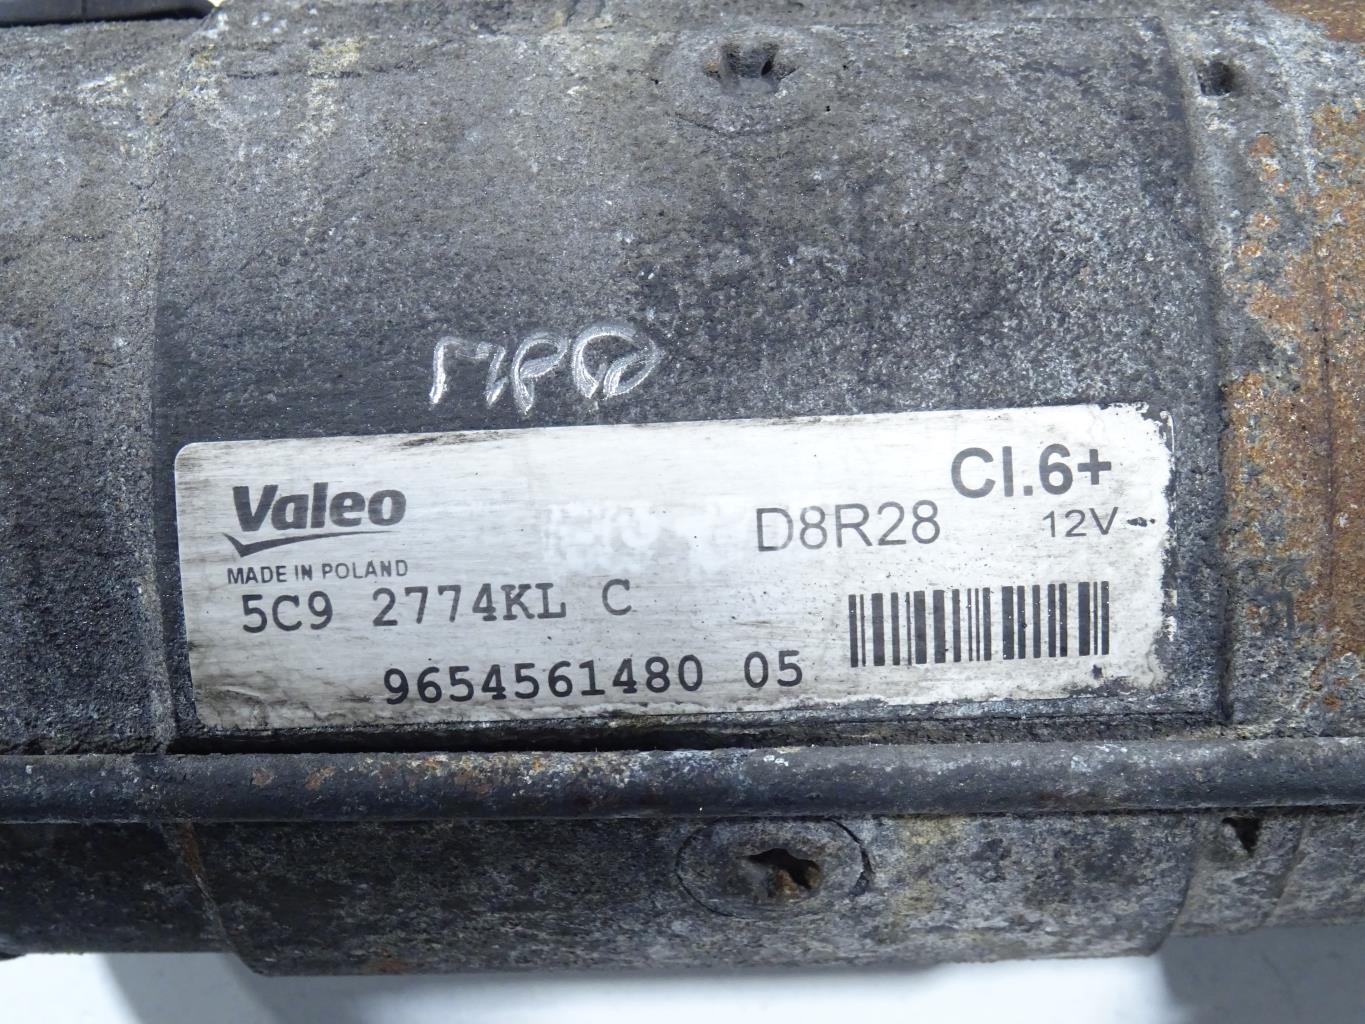 Valeo
MADE IN POLAND
D8R28
Cl.6+
12V
5C9 2774KL C
9654561480 05